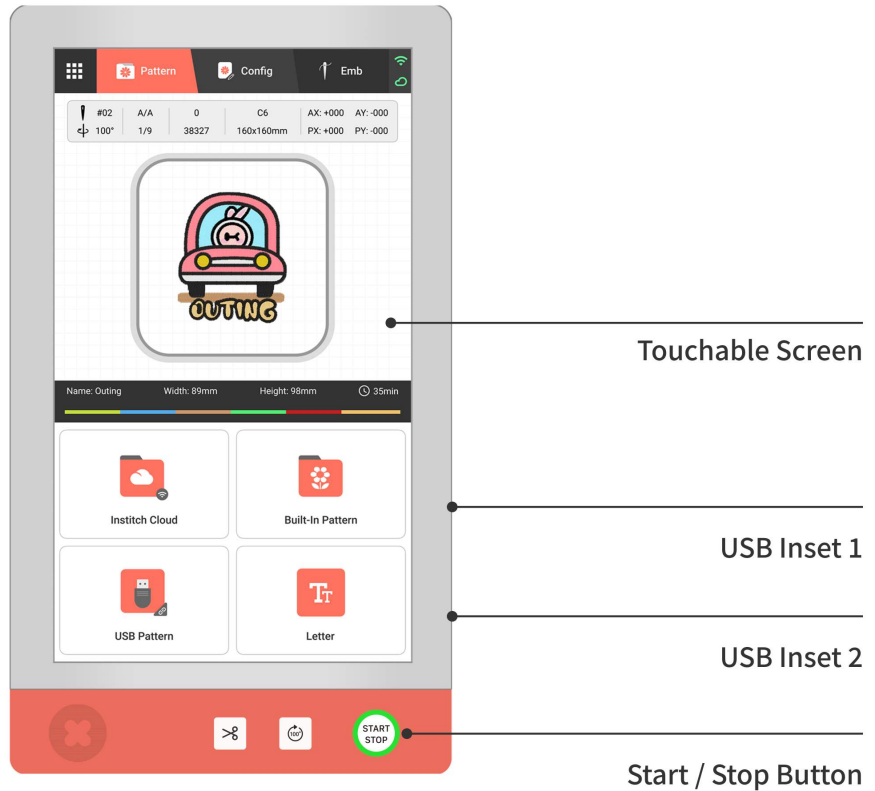 Pattern Config Emb
#02 A/A 0 C6 AX: +000 AY: -000
100° 1/9 38327 160x160mm PX: +000 PY: -000
OUTING
Touchable Screen
Name: Outing Width: 89mm Height: 98mm 35min
Institch Cloud Built-In Pattern
USB Inset 1
TT
USB Pattern Letter
USB Inset 2
100°
START
STOP
Start / Stop Button